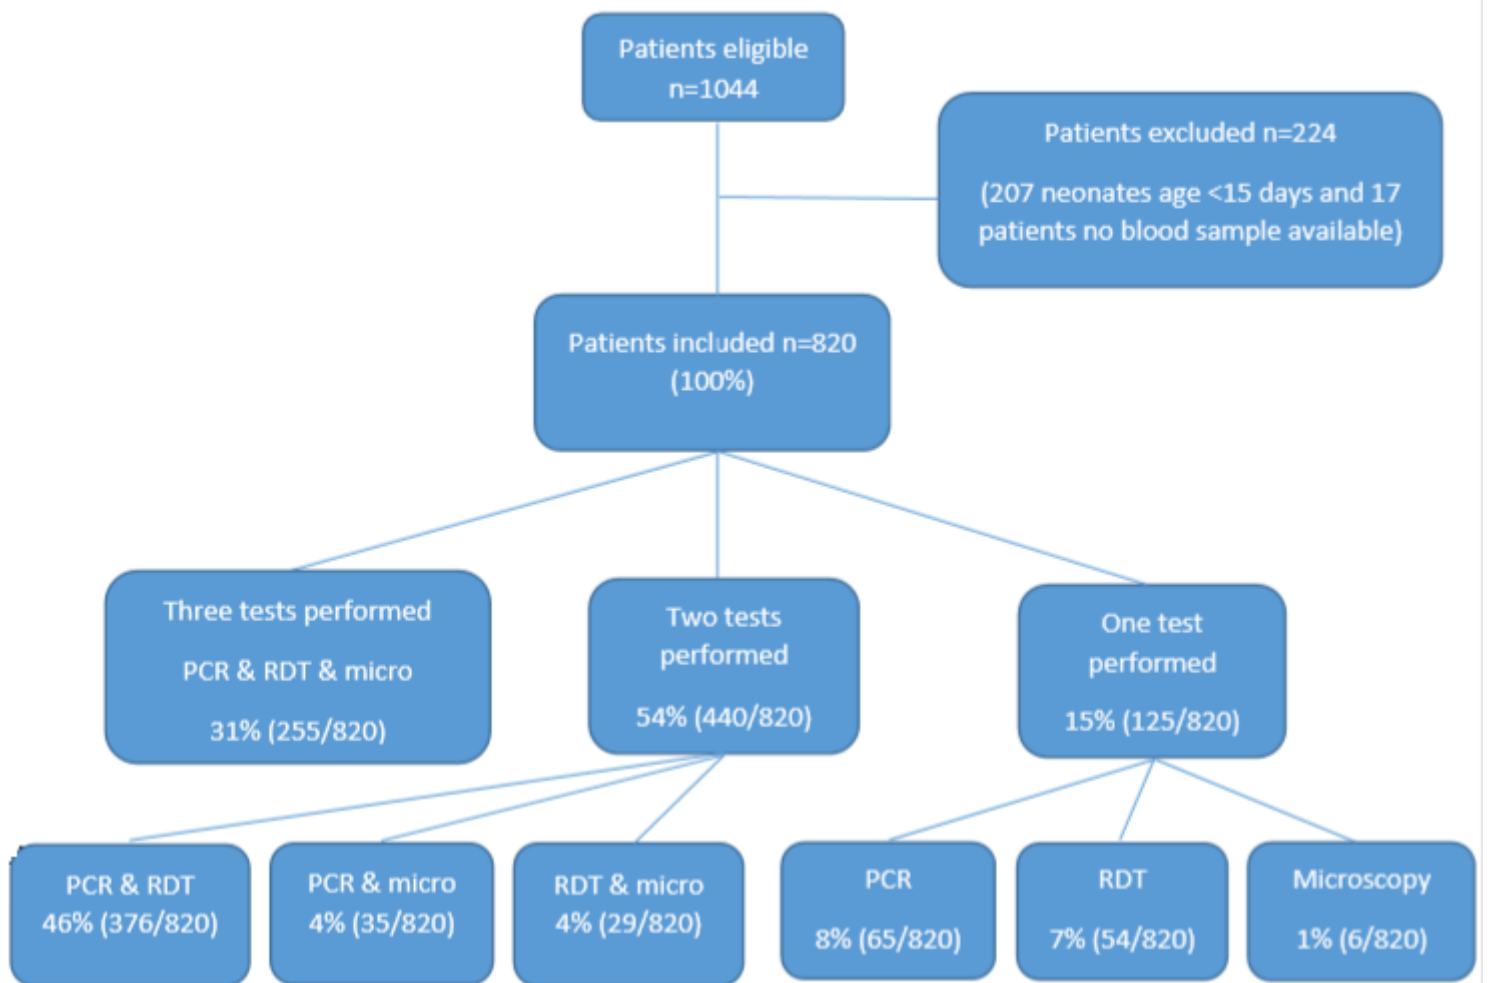 Patients eligible
n=1044
Patients excluded n=224
(207 neonates age <15 days and 17
patients no blood sample available)
Patients included n=820
(100%)
Three tests performed
PCR & RDT & micro
31% (255/820)
Two tests
performed
54% (440/820)
One test
performed
15% (125/820)
PCR & RDT
46% (376/820)
PCR & micro
4% (35/820)
RDT & micro
4% (29/820)
PCR
8% (65/820)
RDT
7% (54/820)
Microscopy
1% (6/820)